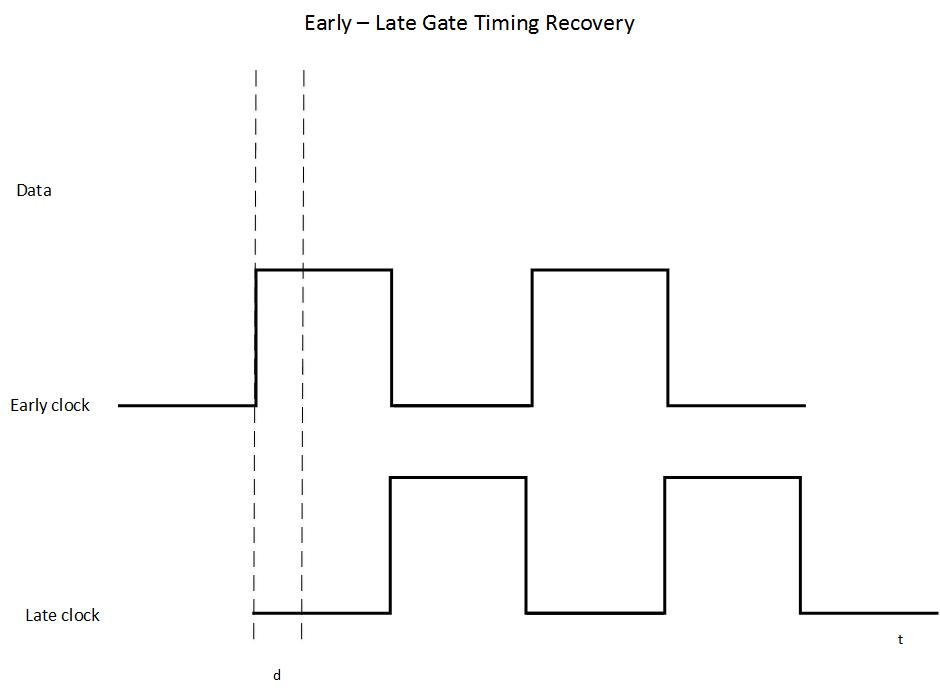 Early – Late Gate Timing Recovery
Data
Early clock
Late clock
t
d